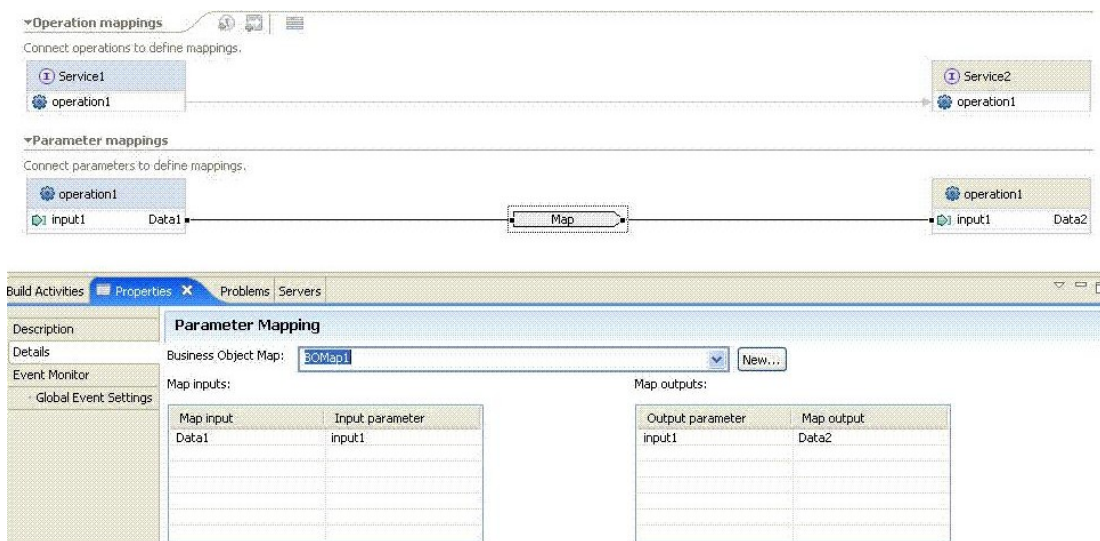 Operation mappings
Connect operations to define mappings.
Service1
operation1
Service2
operation1
Parameter mappings
Connect parameters to define mappings.
operation1
input1 Data1
Map
operation1
input1 Data2
Build Activities Properties Problems Servers
Description
Details
Event Monitor
Global Event Settings
Parameter Mapping
Business Object Map: BOMap1 New...
Map inputs:
Map input Input parameter
Data1 input1
Map outputs:
Output parameter Map output
input1 Data2